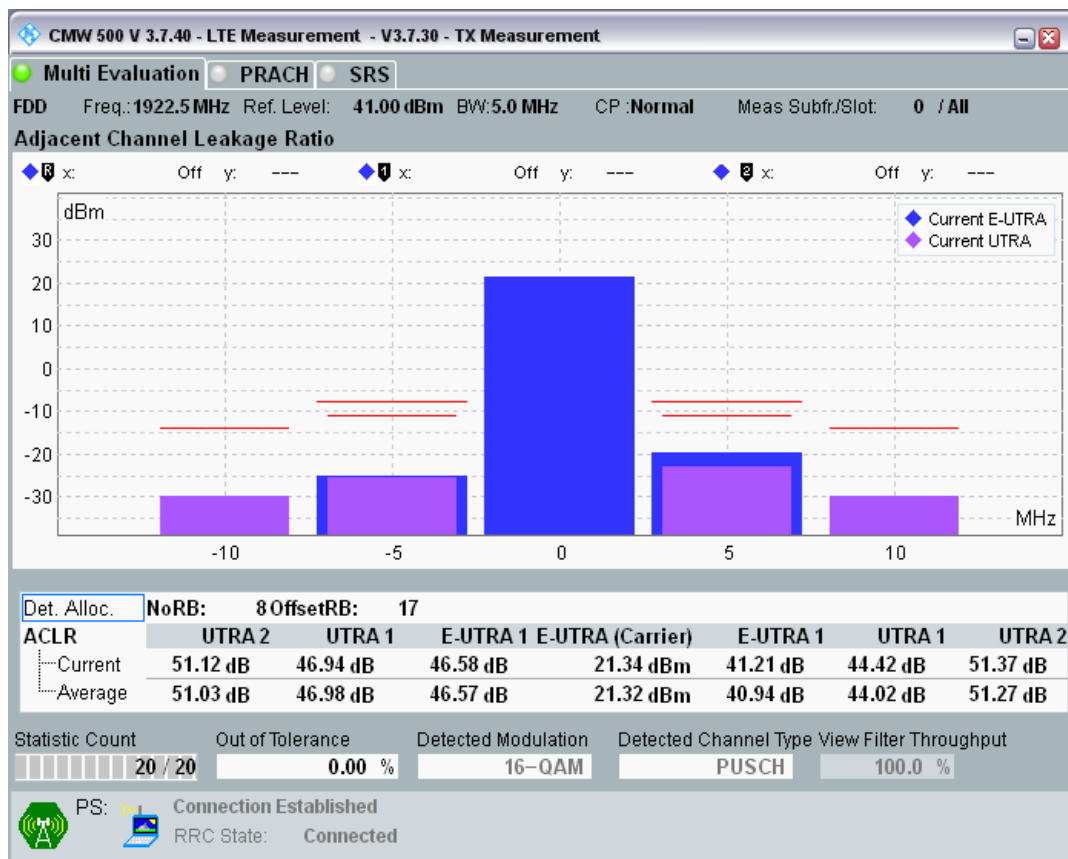 CMW 500 V 3.7.40 - LTE Measurement - V3.7.30 - TX Measurement
Multi Evaluation PRACH SRS
FDD Freq.: 1922.5 MHz Ref. Level: 41.00 dBm BW: 5.0 MHz CP : Normal Meas Subfr./Slot: 0 / All
Adjacent Channel Leakage Ratio
R x: Off y: --- 1 x: Off y: --- 2 x: Off y: ---
dBm
Current E-UTRA
Current UTRA
30
20
10
0
-10
-20
-30
MHz
-10 -5 0 5 10
Det. Alloc. NoRB: 8 OffsetRB: 17
ACLR UTRA 2 UTRA 1 E-UTRA 1 E-UTRA (Carrier) E-UTRA 1 UTRA 1 UTRA 2
Current 51.12 dB 46.94 dB 46.58 dB 21.34 dBm 41.21 dB 44.42 dB 51.37 dB
Average 51.03 dB 46.98 dB 46.57 dB 21.32 dBm 40.94 dB 44.02 dB 51.27 dB
Statistic Count Out of Tolerance Detected Modulation Detected Channel Type View Filter Throughput
20 / 20 0.00 % 16-QAM PUSCH 100.0 %
PS: Connection Established
RRC State: Connected